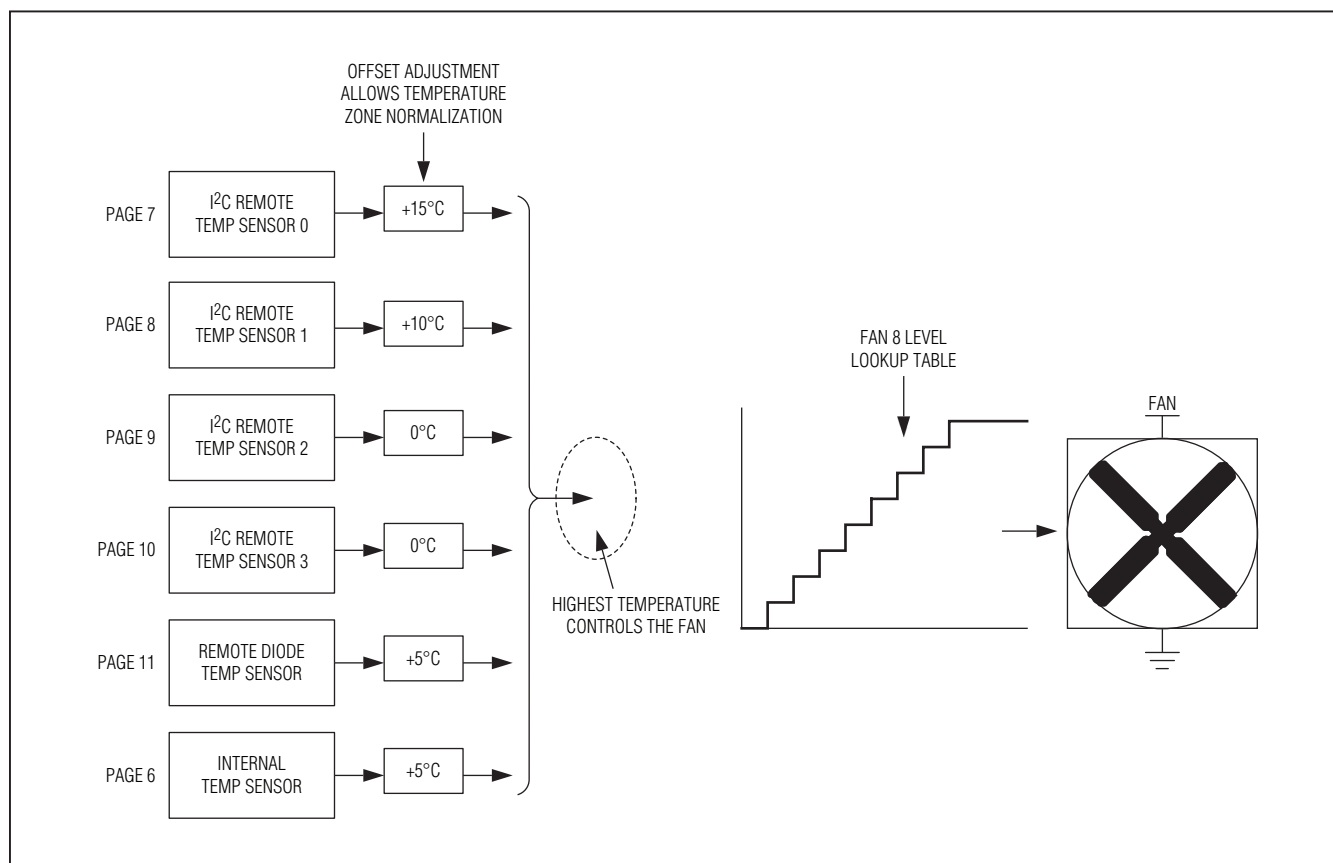 OFFSET ADJUSTMENT
ALLOWS TEMPERATURE
ZONE NORMALIZATION
PAGE 7
I²C REMOTE
TEMP SENSOR 0
+15°C
PAGE 8
I²C REMOTE
TEMP SENSOR 1
+10°C
PAGE 9
I²C REMOTE
TEMP SENSOR 2
0°C
PAGE 10
I²C REMOTE
TEMP SENSOR 3
0°C
PAGE 11
REMOTE DIODE
TEMP SENSOR
+5°C
PAGE 6
INTERNAL
TEMP SENSOR
+5°C
HIGHEST TEMPERATURE
CONTROLS THE FAN
FAN 8 LEVEL
LOOKUP TABLE
FAN